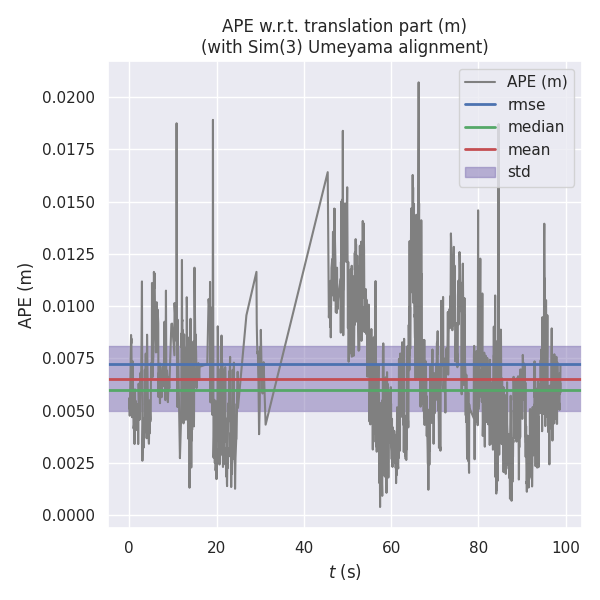 APE w.r.t. translation part (m)
(with Sim(3) Umeyama alignment)
APE (m)
rmse
median
mean
std
APE (m)
0.0200
0.0175
0.0150
0.0125
0.0100
0.0075
0.0050
0.0025
0.0000
0 20 40 60 80 100
t (s)